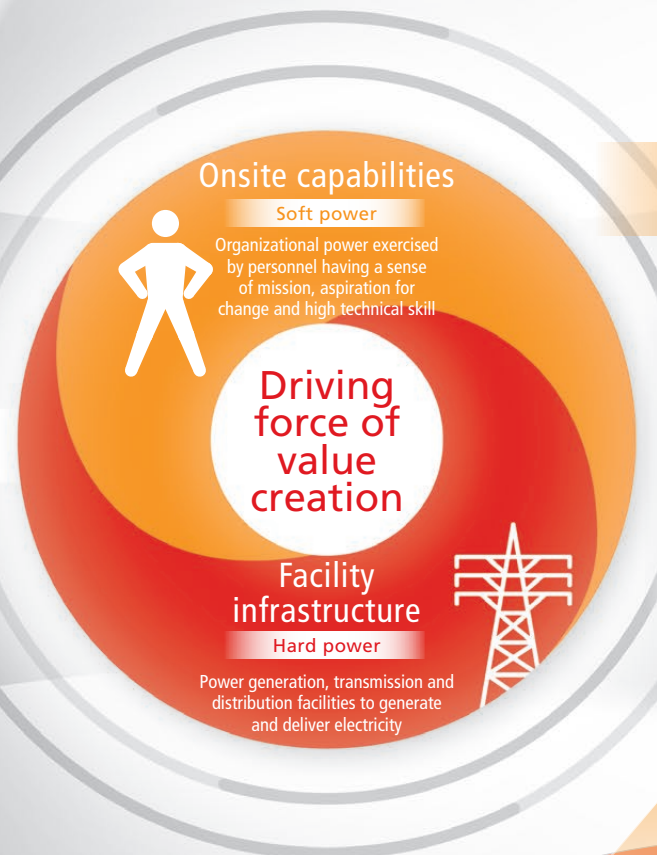 Onsite capabilities
Soft power
Organizational power exercised
by personnel having a sense
of mission, aspiration for
change and high technical skill
Driving
force of
value
creation
Facility
infrastructure
Hard power
Power generation, transmission and
distribution facilities to generate
and deliver electricity